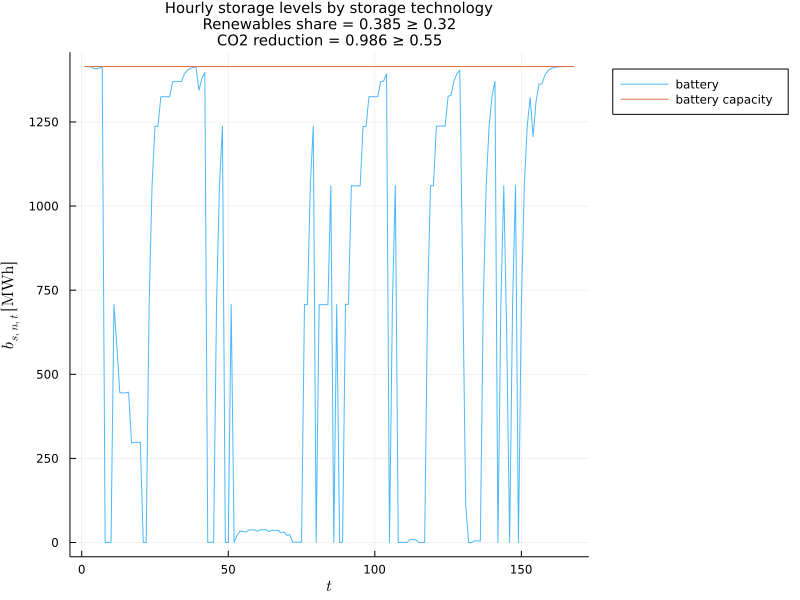 Hourly storage levels by storage technology
Renewables share = 0.385 ≥ 0.32
CO2 reduction = 0.986 ≥ 0.55
battery
battery capacity
b_{s,n,t} [MWh]
1250
1000
750
500
250
0
0 50 100 150
t